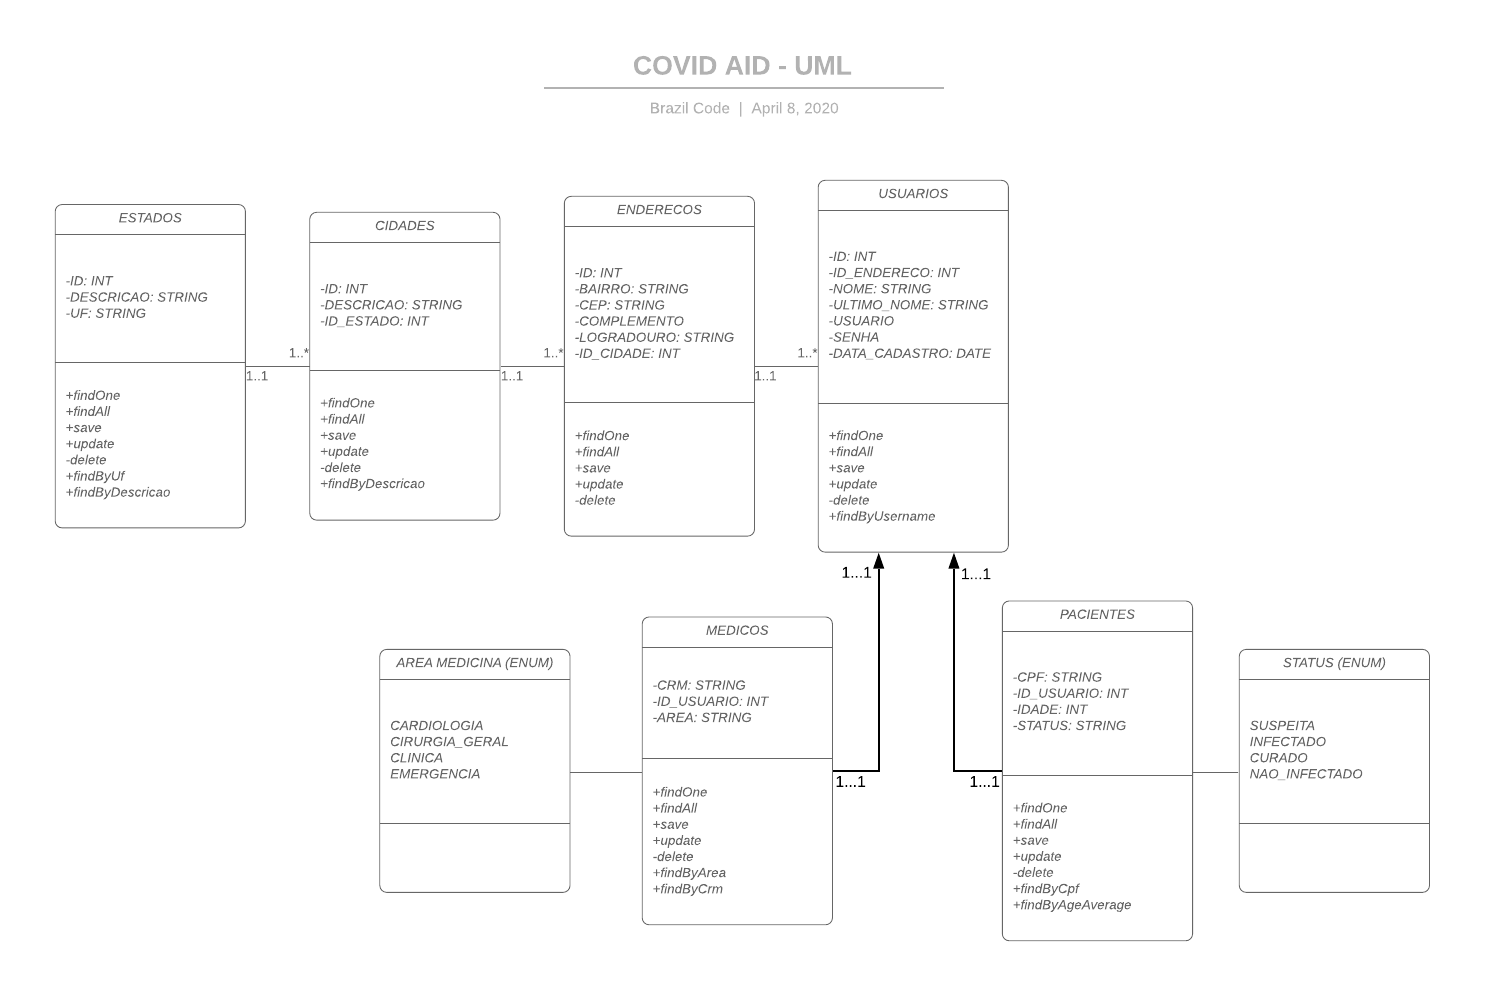 COVID AID - UML
Brazil Code | April 8, 2020
ESTADOS
-ID: INT
-DESCRICAO: STRING
-UF: STRING
+findOne
+findAll
+save
+update
-delete
+findByUf
+findByDescricao
1..*
1..1
CIDADES
-ID: INT
-DESCRICAO: STRING
-ID_ESTADO: INT
+findOne
+findAll
+save
+update
-delete
+findByDescricao
1..*
1..1
ENDERECOS
-ID: INT
-BAIRRO: STRING
-CEP: STRING
-COMPLEMENTO
-LOGRADOURO: STRING
-ID_CIDADE: INT
+findOne
+findAll
+save
+update
-delete
1..*
1..1
USUARIOS
-ID: INT
-ID_ENDERECO: INT
-NOME: STRING
-ULTIMO_NOME: STRING
-USUARIO
-SENHA
-DATA_CADASTRO: DATE
+findOne
+findAll
+save
+update
-delete
+findByUsername
1...1
1...1
AREA MEDICINA (ENUM)
CARDIOLOGIA
CIRURGIA_GERAL
CLINICA
EMERGENCIA
MEDICOS
-CRM: STRING
-ID_USUARIO: INT
-AREA: STRING
+findOne
+findAll
+save
+update
-delete
+findByArea
+findByCrm
1...1
1...1
PACIENTES
-CPF: STRING
-ID_USUARIO: INT
-IDADE: INT
-STATUS: STRING
+findOne
+findAll
+save
+update
-delete
+findByCpf
+findByAgeAverage
STATUS (ENUM)
SUSPEITA
INFECTADO
CURADO
NAO_INFECTADO